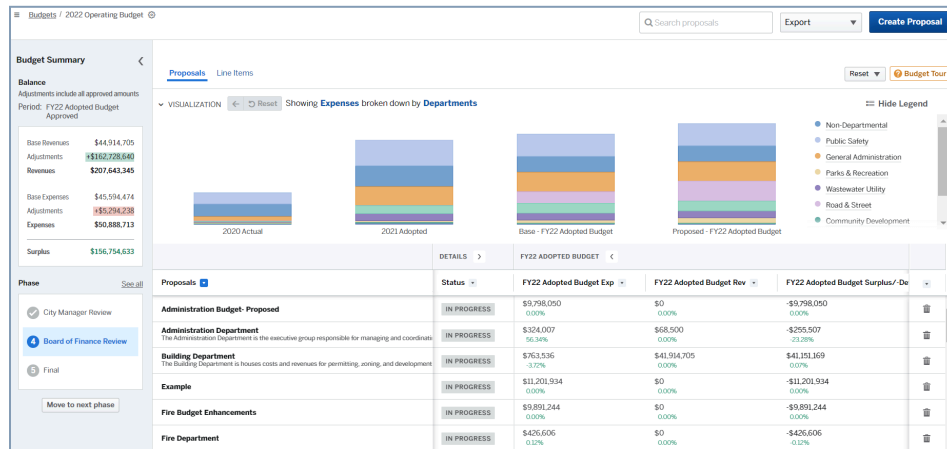 Budgets / 2022 Operating Budget
Search proposals
Export
Create Proposal
Budget Summary
Balance
Adjustments include all approved amounts
Period: FY22 Adopted Budget
Approved
Base Revenues $44,914,705
Adjustments +$162,728,640
Revenues $207,643,345
Base Expenses $45,594,474
Adjustments +$5,294,238
Expenses $50,888,713
Surplus $156,754,633
Phase See all
City Manager Review
4 Board of Finance Review
5 Final
Move to next phase
Proposals Line Items
Reset
Budget Tour
VISUALIZATION Reset Showing Expenses broken down by Departments
Hide Legend
Non-Departmental
Public Safety
General Administration
Parks & Recreation
Wastewater Utility
Road & Street
Community Development
2020 Actual 2021 Adopted Base - FY22 Adopted Budget Proposed - FY22 Adopted Budget
DETAILS FY22 ADOPTED BUDGET
Proposals Status FY22 Adopted Budget Exp FY22 Adopted Budget Rev FY22 Adopted Budget Surplus/-De
Administration Budget- Proposed IN PROGRESS $9,798,050 $0 -$9,798,050
0.00% 0.00% 0.00%
Administration Department IN PROGRESS $324,007 $68,500 -$255,507
The Administration Department is the executive group responsible for managing and coordinati 56.34% 0.00% -23.28%
Building Department IN PROGRESS $763,536 $41,914,705 $41,151,169
The Building Department is houses costs and revenues for permitting, zoning, and development -3.72% 0.00% 0.07%
Example IN PROGRESS $11,201,934 $0 -$11,201,934
0.00% 0.00% 0.00%
Fire Budget Enhancements IN PROGRESS $9,891,244 $0 -$9,891,244
0.00% 0.00% 0.00%
Fire Department IN PROGRESS $426,606 $0 -$426,606
0.12% 0.00% -0.12%